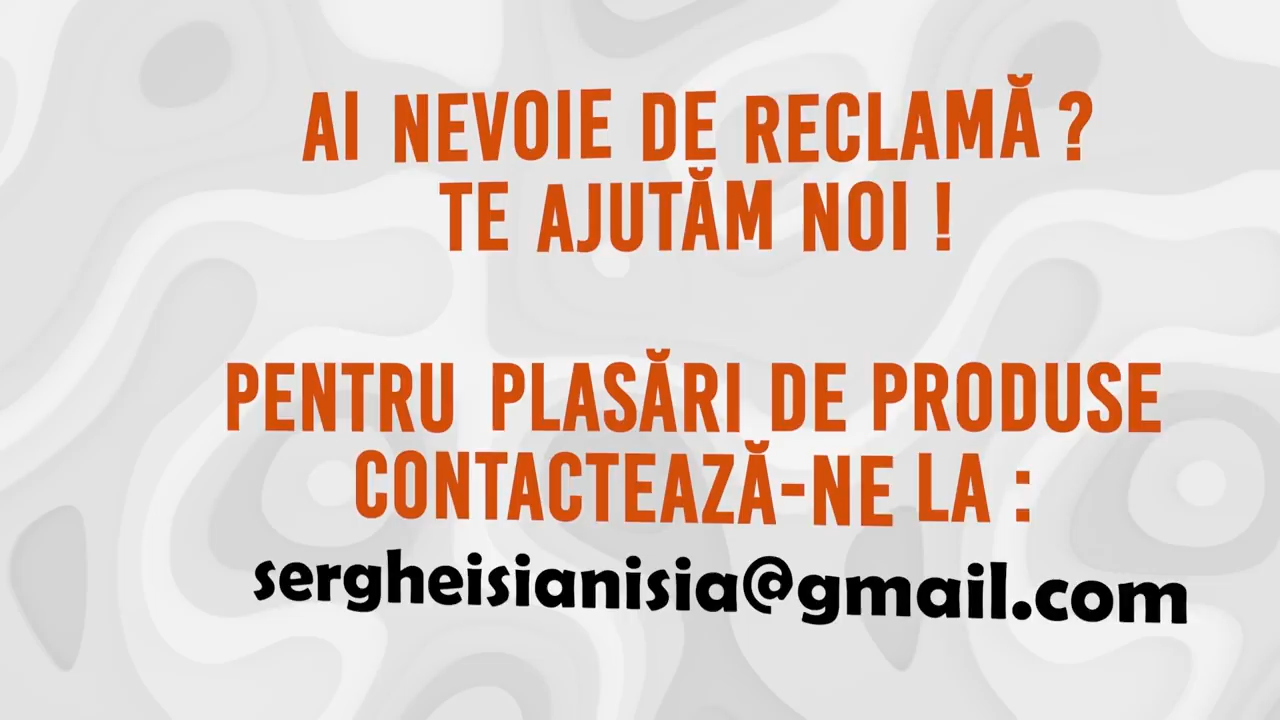 AI NEVOIE DE RECLAMĂ ?
TE AJUTĂM NOI !
PENTRU PLASĂRI DE PRODUSE
CONTACTEAZĂ-NE LA :
sergheisianisia@gmail.com